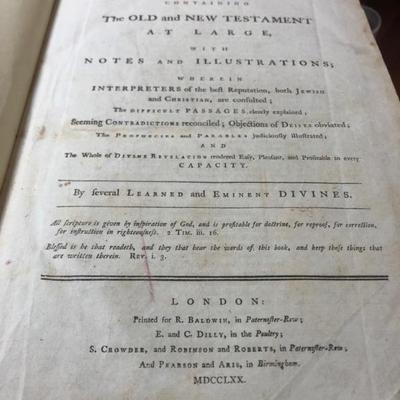 CONTAINING
The OLD and NEW TESTAMENT
AT LARGE,
WITH
NOTES AND ILLUSTRATIONS;
WHEREIN
INTERPRETERS of the best Reputation, both JEWISH
and CHRISTIAN, are consulted;
The DIFFICULT PASSAGES clearly explained;
Seeming CONTRADICTIONS reconciled; Objections of DEISTS obviated;
The PROPHECIES and PARABLES judiciously illustrated;
AND
The Whole of DIVINE REVELATION rendered Easy, Pleasant, and Profitable to every
CAPACITY.
By several LEARNED and EMINENT DIVINES.
All scripture is given by inspiration of God, and is profitable for doctrine, for reproof, for correction,
for instruction in righteousness. 2 TIM. iii. 16.
Blessed is he that readeth, and they that hear the words of this book, and keep those things that
are written therein. REV. i. 3.
LONDON:
Printed for R. BALDWIN, in Paternoster-Row;
E. and C. DILLY, in the Poultry;
S. CROWDER, and ROBINSON and ROBERTS, in Paternoster-Row;
And PEARSON and ARIS, in Birmingham.
MDCCLXX.